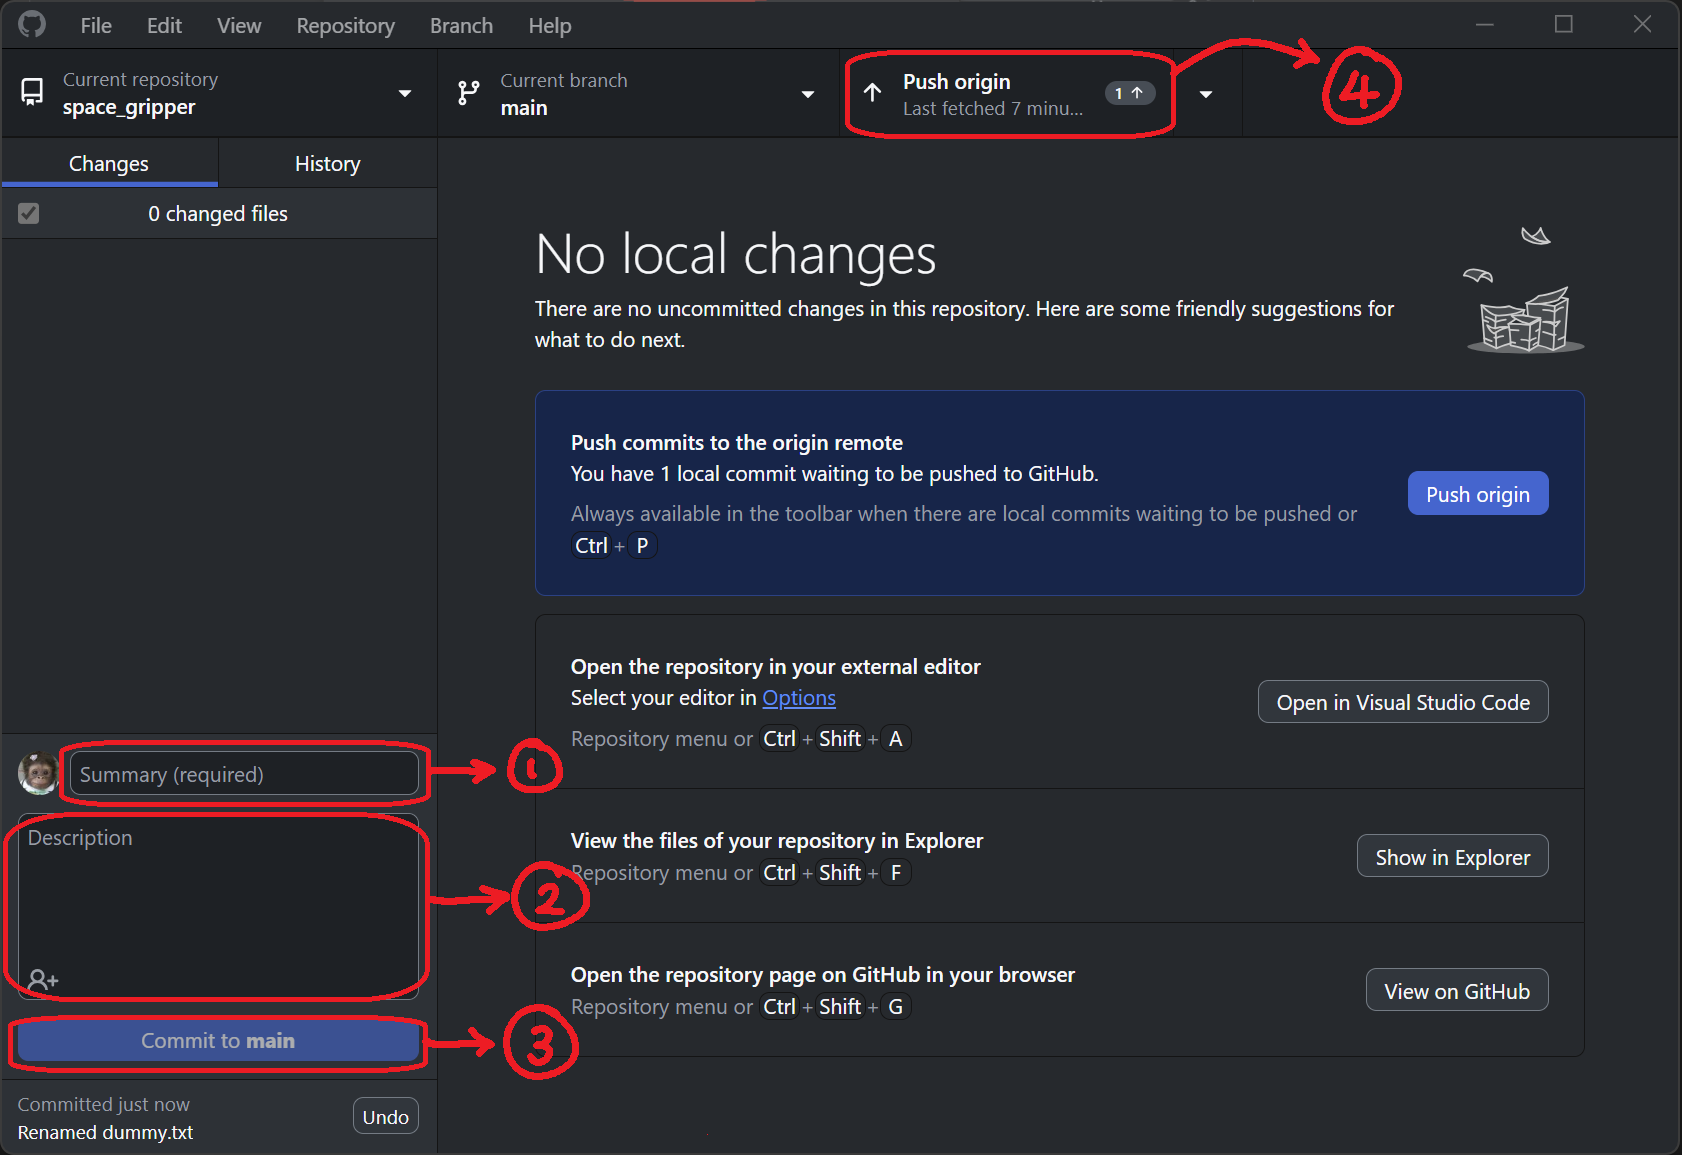 File Edit View Repository Branch Help
Current repository
space_gripper
Current branch
main
Push origin
Last fetched 7 minu...
1
4
Changes
History
0 changed files
No local changes
There are no uncommitted changes in this repository. Here are some friendly suggestions for
what to do next.
Push commits to the origin remote
You have 1 local commit waiting to be pushed to GitHub.
Always available in the toolbar when there are local commits waiting to be pushed or
Ctrl + P
Push origin
Open the repository in your external editor
Select your editor in Options
Repository menu or Ctrl + Shift + A
Open in Visual Studio Code
View the files of your repository in Explorer
Repository menu or Ctrl + Shift + F
Show in Explorer
Open the repository page on GitHub in your browser
Repository menu or Ctrl + Shift + G
View on GitHub
Summary (required)
1
Description
2
Commit to main
3
Committed just now
Renamed dummy.txt
Undo